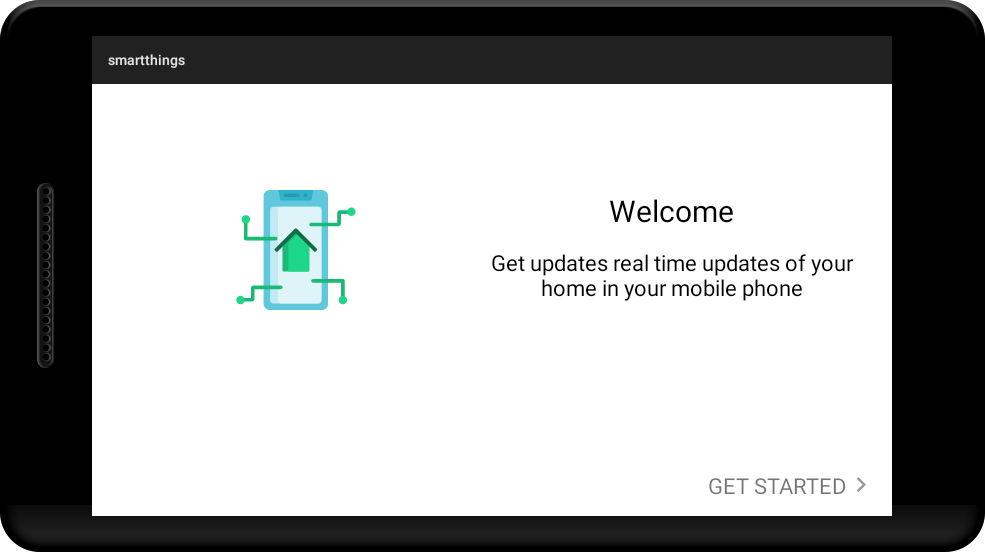 smartthings
Welcome
Get updates real time updates of your
home in your mobile phone
GET STARTED